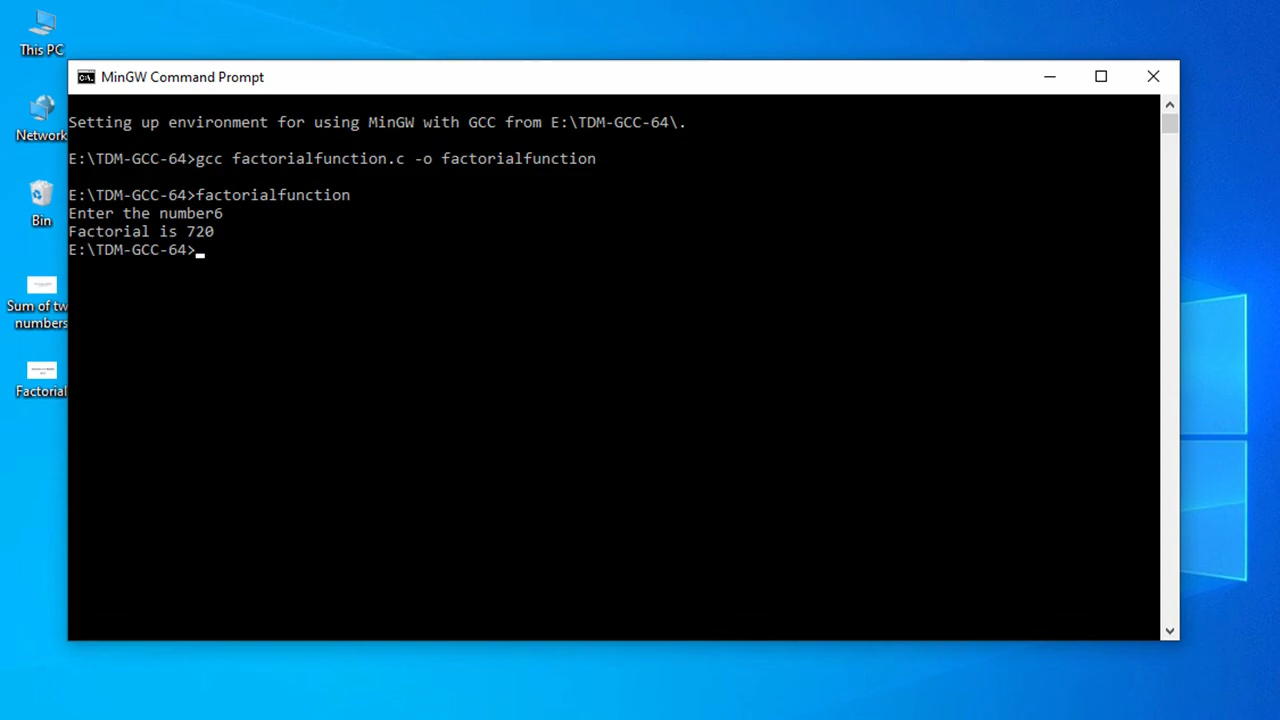 This PC
Network
Bin
Sum of tw
numbers
Factorial
MinGW Command Prompt
Setting up environment for using MinGW with GCC from E:\TDM-GCC-64\.
E:\TDM-GCC-64>gcc factorialfunction.c -o factorialfunction
E:\TDM-GCC-64>factorialfunction
Enter the number6
Factorial is 720
E:\TDM-GCC-64>